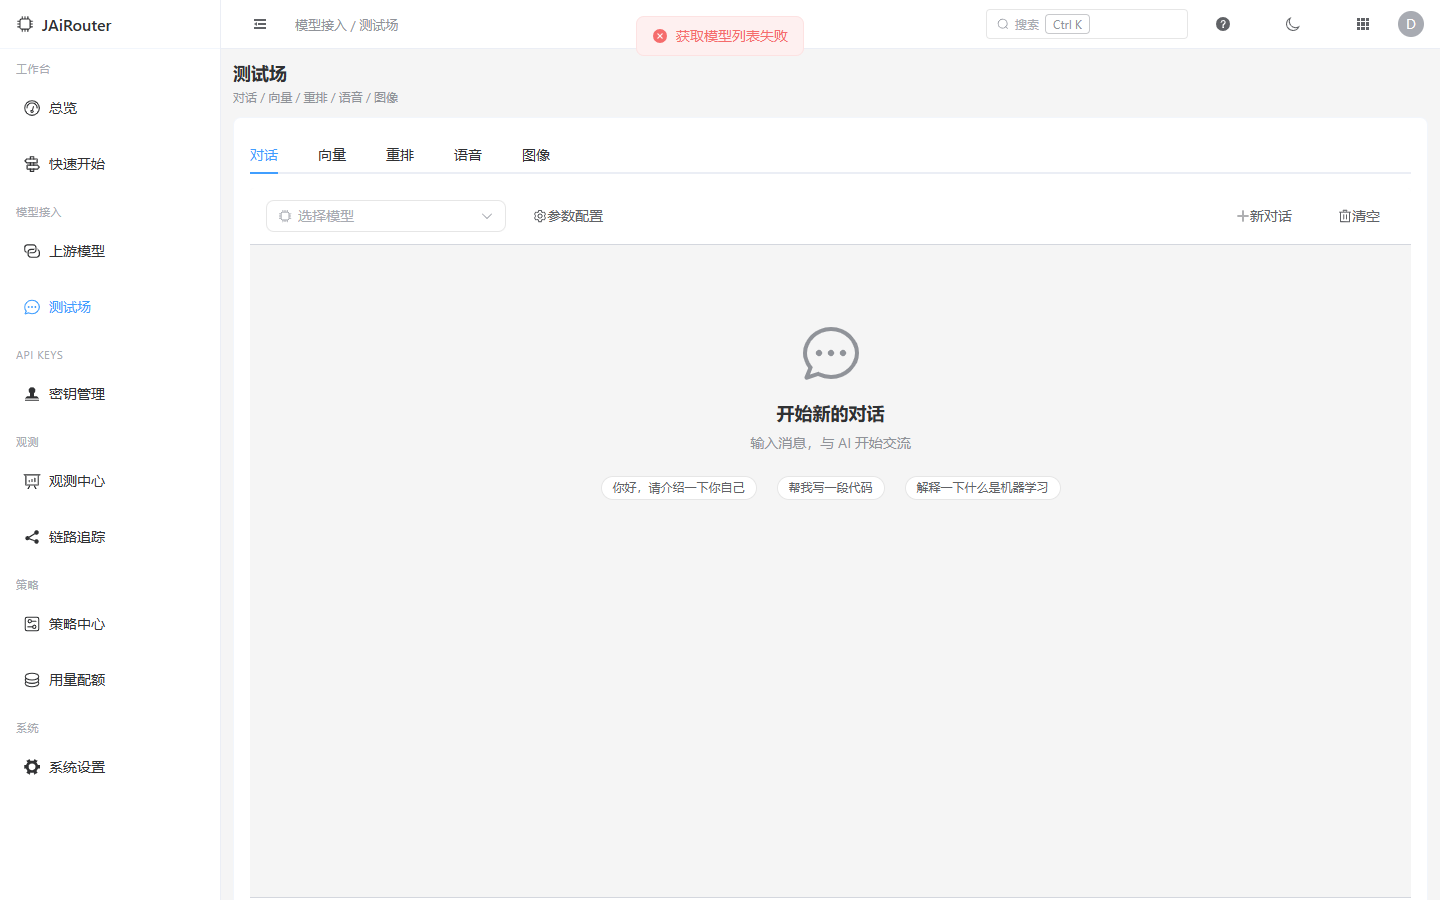 JAiRouter
模型接入 / 测试场
获取模型列表失败
搜索 Ctrl K
D
工作台
总览
快速开始
模型接入
上游模型
测试场
API KEYS
密钥管理
观测
观测中心
链路追踪
策略
策略中心
用量配额
系统
系统设置
测试场
对话 / 向量 / 重排 / 语音 / 图像
对话 向量 重排 语音 图像
选择模型 参数配置 新对话 清空
开始新的对话
输入消息，与 AI 开始交流
你好，请介绍一下你自己 帮我写一段代码 解释一下什么是机器学习